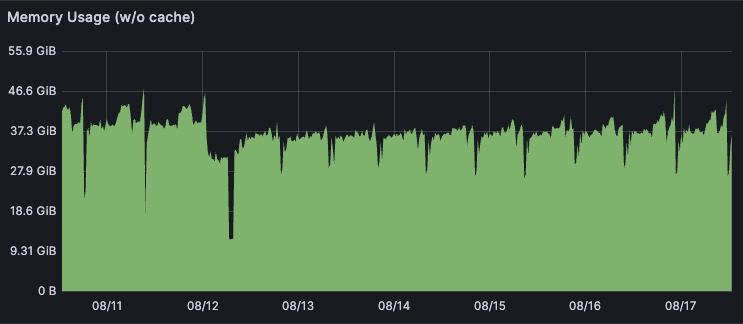 Memory Usage (w/o cache)
55.9 GiB
46.6 GiB
37.3 GiB
27.9 GiB
18.6 GiB
9.31 GiB
0 B
08/11 08/12 08/13 08/14 08/15 08/16 08/17